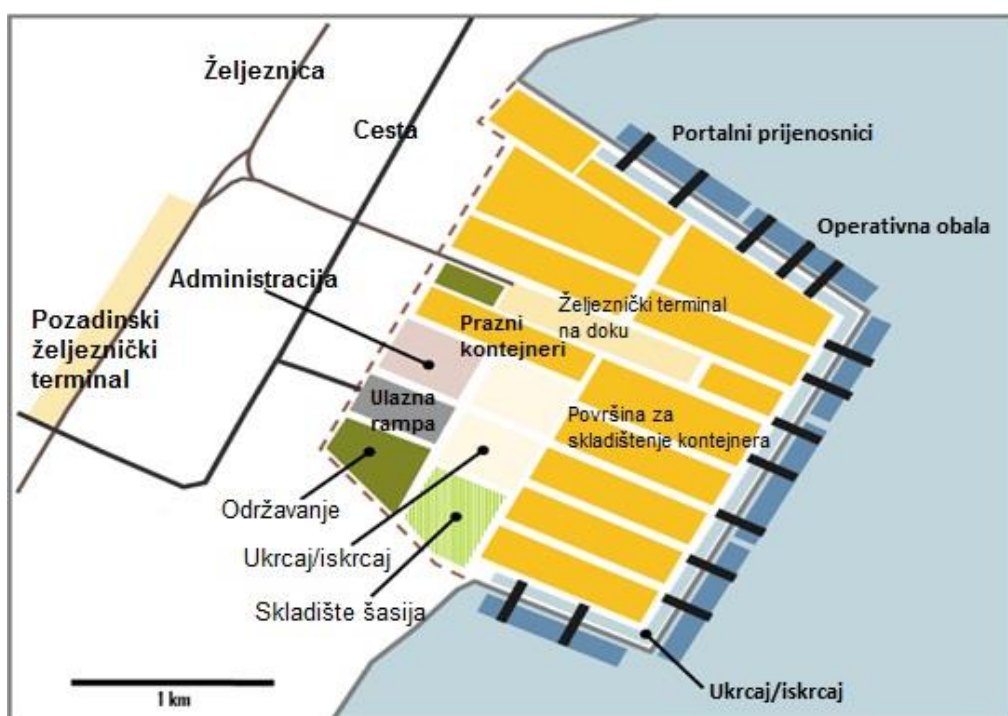 Željeznica
Cesta
Portalni prijenosnici
Operativna obala
Administracija
Pozadinski
željeznički
terminal
Prazni
kontejneri
Željeznički terminal
na doku
Ulazna
rampa
Površina za
skladištenje kontejnera
Održavanje
Ukrcaj/iskrcaj
Skladište šasija
Ukrcaj/iskrcaj
1 km